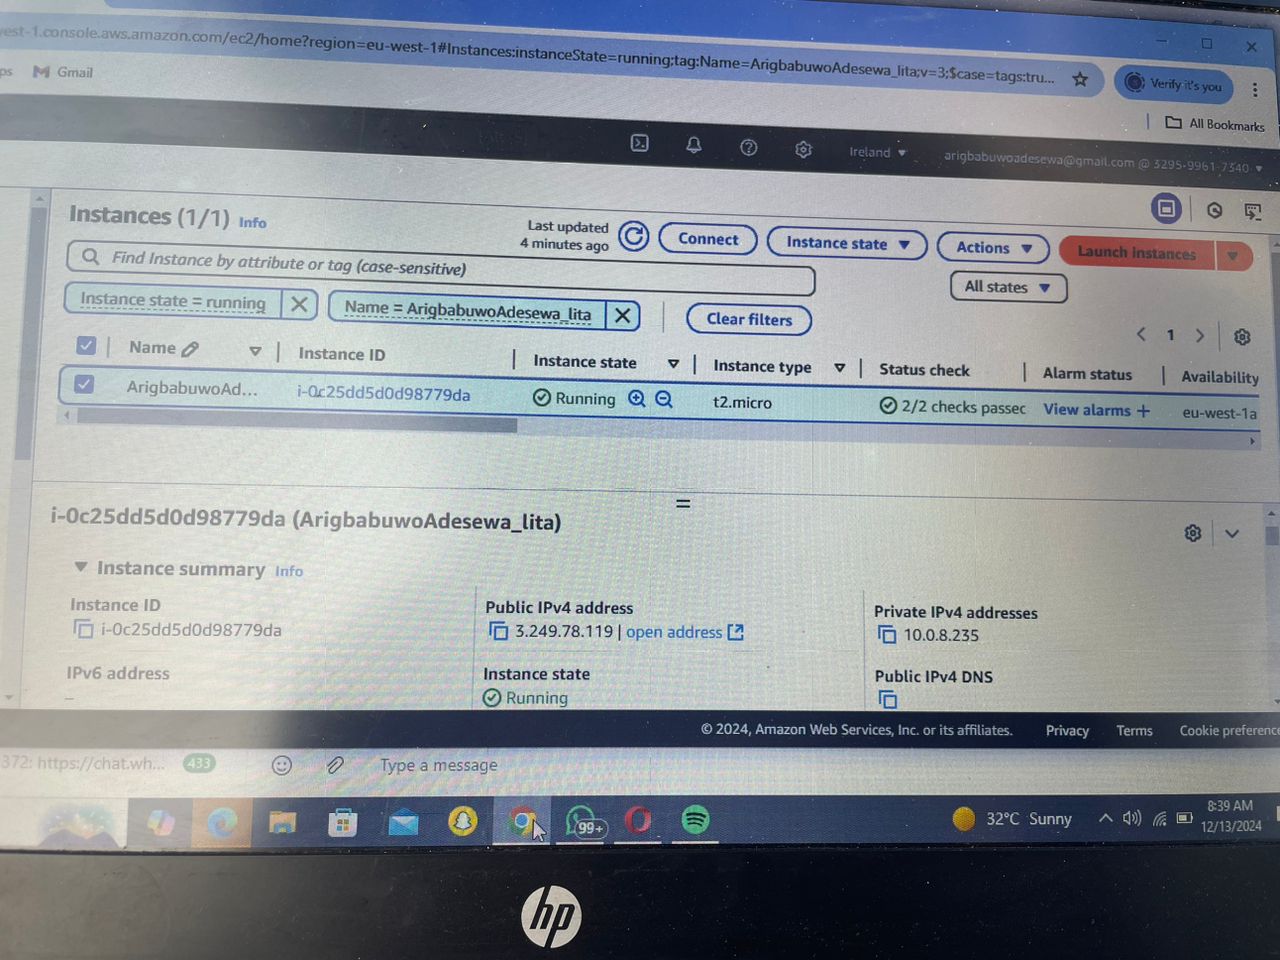 west-1.console.aws.amazon.com/ec2/home?region=eu-west-1#Instances:instanceState=running;tag:Name=ArigbabuwoAdesewa_lita;v=3;$case=tags:tru...
Verify it's you
ps Gmail
All Bookmarks
Ireland arigbabuwoadesewa@gmail.com @ 3295-9961-7340
Instances (1/1) Info
Last updated
4 minutes ago
Connect Instance state Actions Launch instances
Find Instance by attribute or tag (case-sensitive)
All states
Instance state = running Name = ArigbabuwoAdesewa_lita Clear filters
1
Name Instance ID Instance state Instance type Status check Alarm status Availability
ArigbabuwoAd... i-0c25dd5d0d98779da Running t2.micro 2/2 checks passec View alarms + eu-west-1a
i-0c25dd5d0d98779da (ArigbabuwoAdesewa_lita)
Instance summary Info
Instance ID Public IPv4 address Private IPv4 addresses
i-0c25dd5d0d98779da 3.249.78.119 | open address 10.0.8.235
IPv6 address Instance state Public IPv4 DNS
– Running
© 2024, Amazon Web Services, Inc. or its affiliates. Privacy Terms Cookie preference
372: https://chat.wh... 433 Type a message
99+
32°C Sunny
8:39 AM
12/13/2024
hp